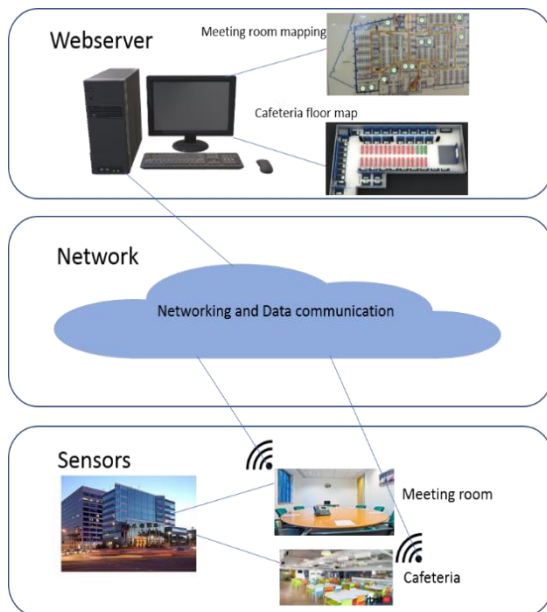 Webserver
Meeting room mapping
Cafeteria floor map
Network
Networking and Data communication
Sensors
Meeting room
Cafeteria